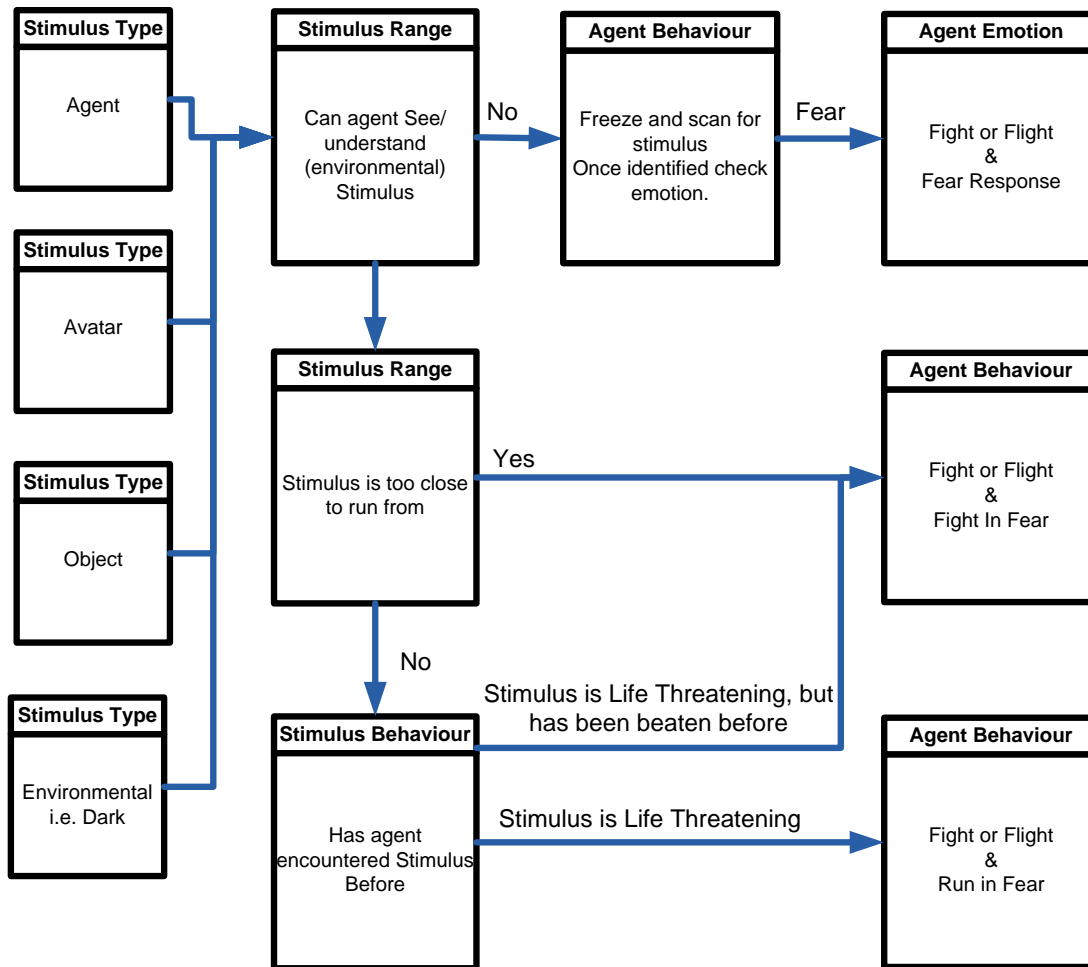 Stimulus Type
Agent
Stimulus Type
Avatar
Stimulus Type
Object
Stimulus Type
Environmental
i.e. Dark
Stimulus Range
Can agent See/
understand
(environmental)
Stimulus
No
Agent Behaviour
Freeze and scan for
stimulus
Once identified check
emotion.
Fear
Agent Emotion
Fight or Flight
&
Fear Response
Stimulus Range
Stimulus is too close
to run from
Yes
Agent Behaviour
Fight or Flight
&
Fight In Fear
No
Stimulus is Life Threatening, but
has been beaten before
Stimulus Behaviour
Has agent
encountered Stimulus
Before
Stimulus is Life Threatening
Agent Behaviour
Fight or Flight
&
Run in Fear